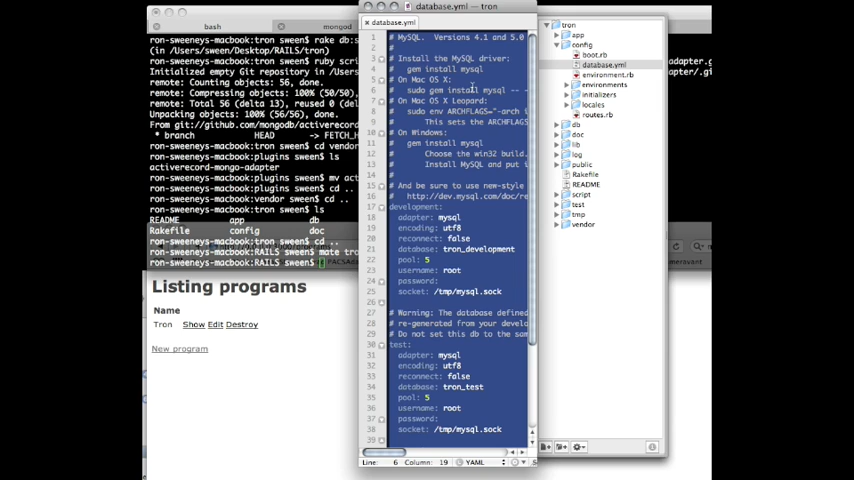 database.yml — tron
ron-sweeneys-macbook:
bash
mongod
database.yml
ron-sweeneys-macbook:tron sween$ rake db:s
(in /Users/sween/Desktop/RAILS/tron)
ron-sweeneys-macbook:tron sween$ ruby scri
Initialized empty Git repository in /Users
remote: Counting objects: 56, done.
remote: Compressing objects: 100% (50/50),
remote: Total 56 (delta 13), reused 0 (del
Unpacking objects: 100% (56/56), done.
From git://github.com/mongodb/activerecord
* branch HEAD -> FETCH_H
ron-sweeneys-macbook:tron sween$ cd vendor
ron-sweeneys-macbook:plugins sween$ ls
activerecord-mongo-adapter
ron-sweeneys-macbook:plugins sween$ mv act
ron-sweeneys-macbook:plugins sween$ cd ..
ron-sweeneys-macbook:vendor sween$ cd ..
ron-sweeneys-macbook:tron sween$ ls
README app db
Rakefile config doc
ron-sweeneys-macbook:tron sween$ cd ..
ron-sweeneys-macbook:RAILS sween$ mate tro
ron-sweeneys-macbook:RAILS sween$
Listing programs
Name
Tron Show Edit Destroy
New program
1 # MySQL. Versions 4.1 and 5.0
2 #
3 # Install the MySQL driver:
4 # gem install mysql
5 # On Mac OS X:
6 # sudo gem install mysql -- -
7 # On Mac OS X Leopard:
8 # sudo env ARCHFLAGS="-arch i
9 # This sets the ARCHFLAGS
10 # On Windows:
11 # gem install mysql
12 # Choose the win32 build.
13 # Install MySQL and put i
14 #
15 # And be sure to use new-style
16 # http://dev.mysql.com/doc/re
17 development:
18 adapter: mysql
19 encoding: utf8
20 reconnect: false
21 database: tron_development
22 pool: 5
23 username: root
24 password:
25 socket: /tmp/mysql.sock
26
27 # Warning: The database defined
28 # re-generated from your develo
29 # Do not set this db to the sam
30 test:
31 adapter: mysql
32 encoding: utf8
33 reconnect: false
34 database: tron_test
35 pool: 5
36 username: root
37 password:
38 socket: /tmp/mysql.sock
39
Line: 6 Column: 19 YAML
tron
app
config
boot.rb
database.yml
environment.rb
environments
initializers
locales
routes.rb
db
doc
lib
log
public
Rakefile
README
script
test
tmp
vendor
adapter.g
adapter/.gi